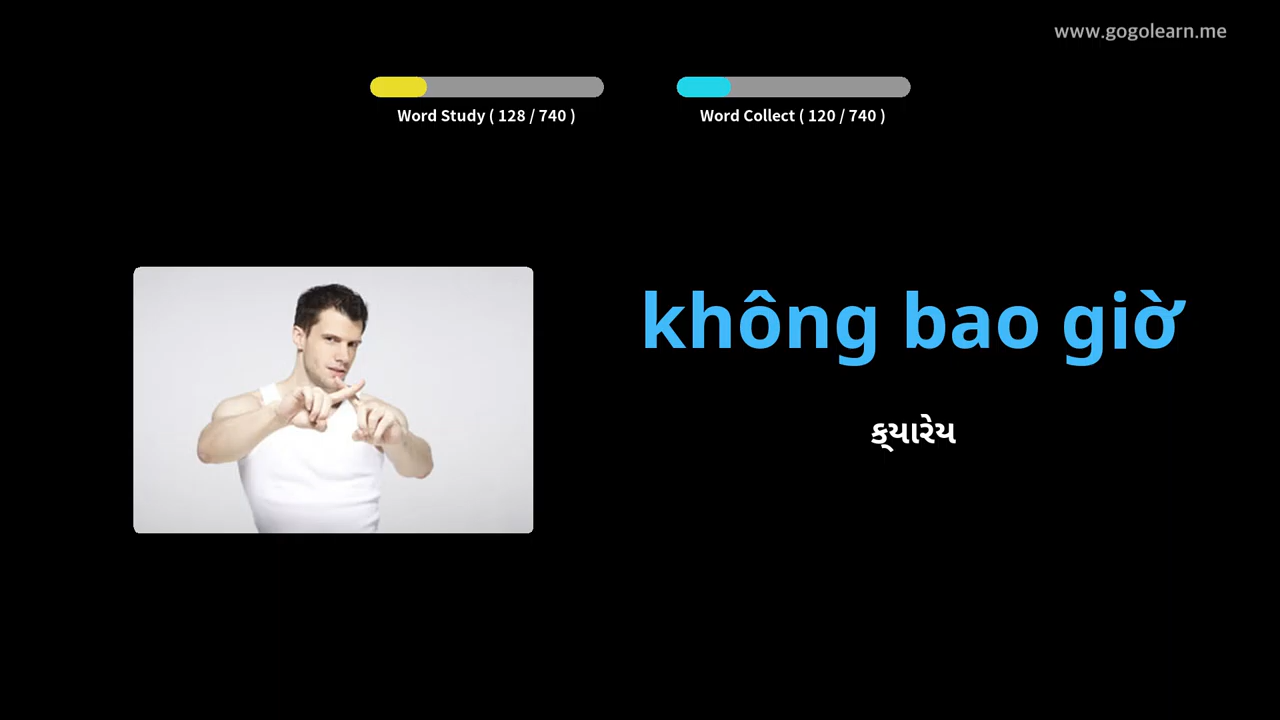 www.gogolearn.me
Word Study ( 128 / 740 )
Word Collect ( 120 / 740 )
không bao giờ
ક્યારેય